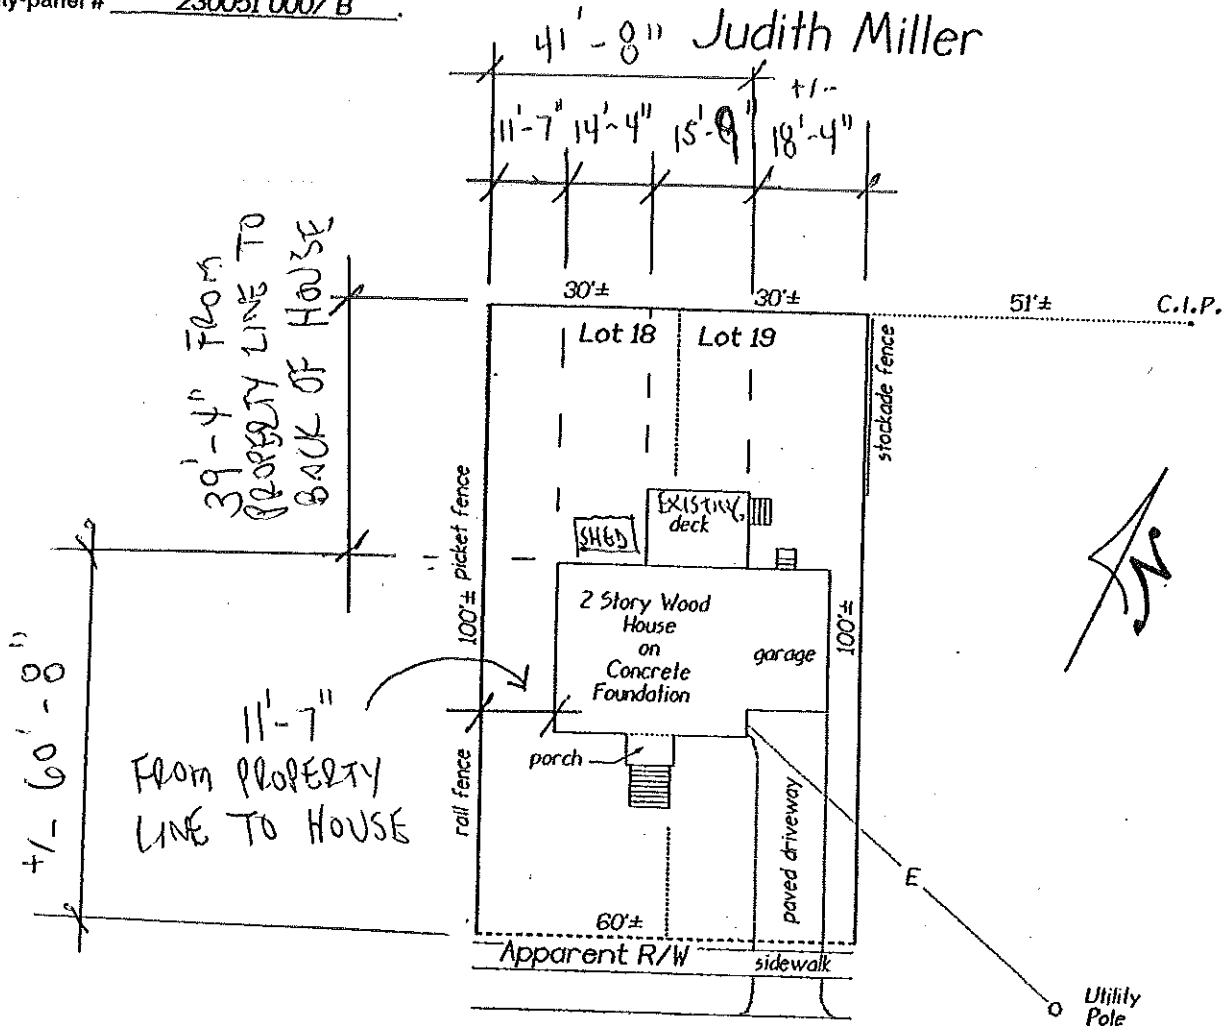 ty-panel # 230051 0007 B .
41'-8" Judith Miller
+/-
11'-7" 14'-4" 15'-9" 18'-4"
39'-4" FROM
PROPERTY LINE TO
BACK OF HOUSE
30'± 30'± 51'± C.I.P.
Lot 18 Lot 19
stockade fence
100'± picket fence
EXISTING
deck
SHED
N
2 Story Wood
House
on
Concrete
Foundation
garage
100'±
+/- 60'-8"
11'-7"
FROM PROPERTY
LINE TO HOUSE
porch
rail fence
paved driveway
E
60'±
Apparent R/W
sidewalk
Utility
Pole